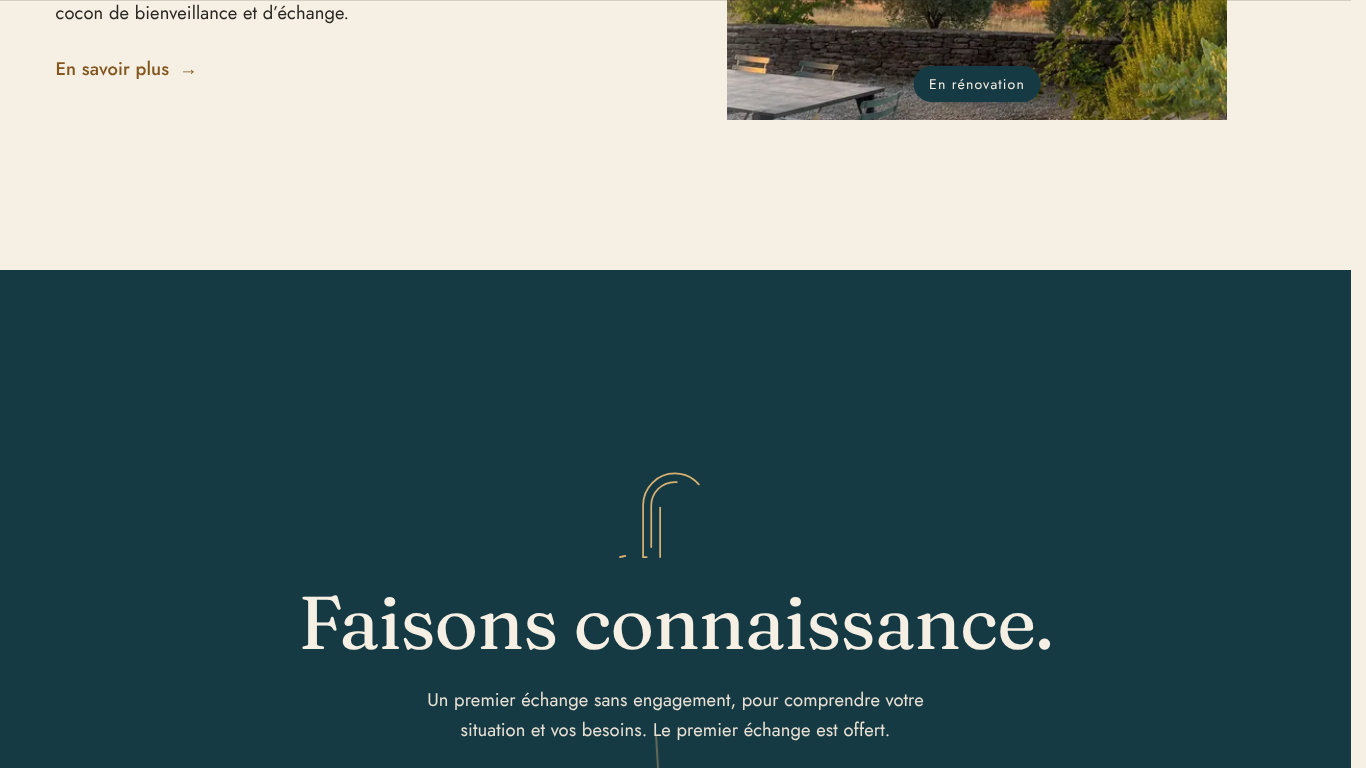 cocon de bienveillance et d’échange.
En savoir plus →
En rénovation
Faisons connaissance.
Un premier échange sans engagement, pour comprendre votre
situation et vos besoins. Le premier échange est offert.